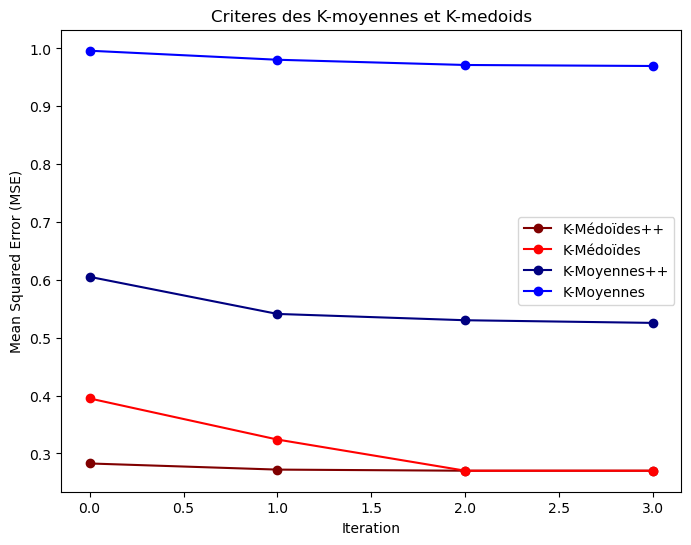 Criteres des K-moyennes et K-medoids
Mean Squared Error (MSE)
1.0
0.9
0.8
0.7
0.6
0.5
0.4
0.3
K-Médoïdes++
K-Médoïdes
K-Moyennes++
K-Moyennes
0.0 0.5 1.0 1.5 2.0 2.5 3.0
Iteration